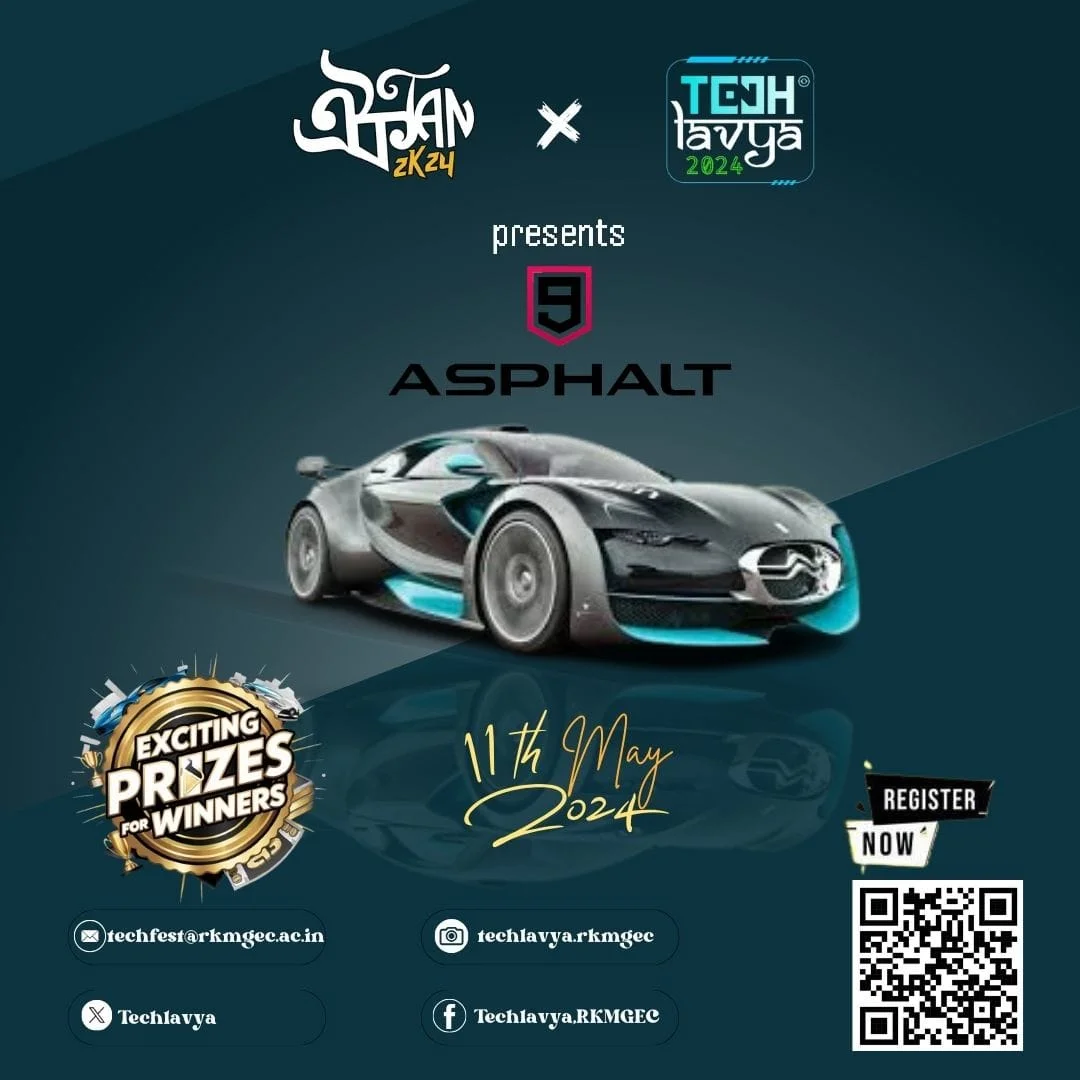 2K24
X
TECH
lavya
2024
presents
9
ASPHALT
EXCITING
PRIZES
FOR WINNERS
11th May
2024
REGISTER
NOW
techfest@rkmgec.ac.in
techlavya.rkmgec
Techlavya
Techlavya,RKMGEC